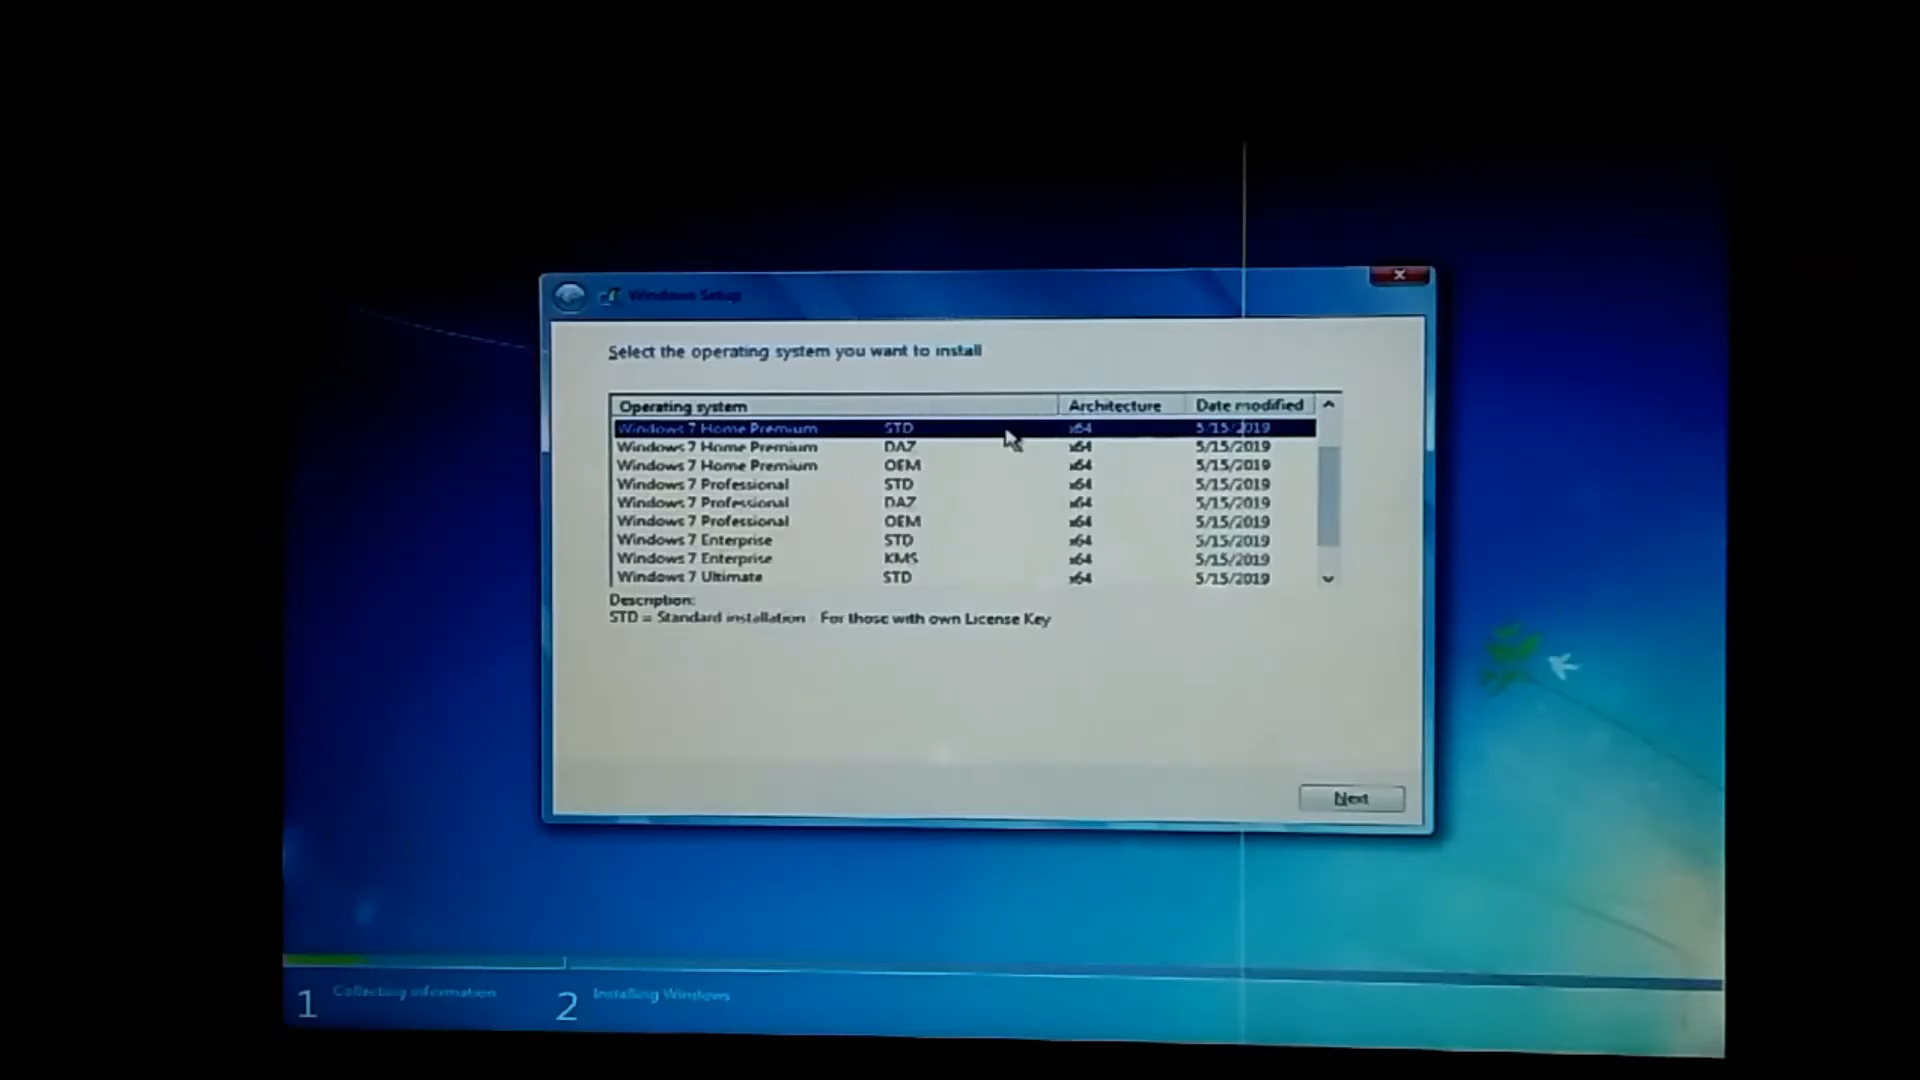 Windows Setup
Select the operating system you want to install
Operating system Architecture Date modified
Windows 7 Home Premium STD x64 5/15/2019
Windows 7 Home Premium DAZ x64 5/15/2019
Windows 7 Home Premium OEM x64 5/15/2019
Windows 7 Professional STD x64 5/15/2019
Windows 7 Professional DAZ x64 5/15/2019
Windows 7 Professional OEM x64 5/15/2019
Windows 7 Enterprise STD x64 5/15/2019
Windows 7 Enterprise KMS x64 5/15/2019
Windows 7 Ultimate STD x64 5/15/2019
Description:
STD = Standard installation For those with own License Key
Next
1 Collecting information 2 Installing Windows